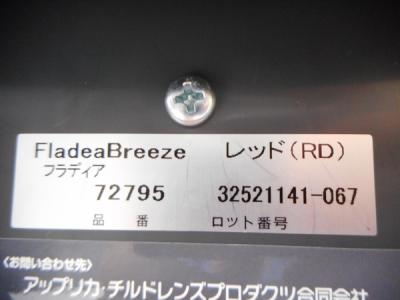 FladeaBreeze レッド(RD)
フラディア
72795 32521141-067
品番 ロット番号
〈お問い合わせ先〉
アップリカ・チルドレンズプロダクツ合同会社